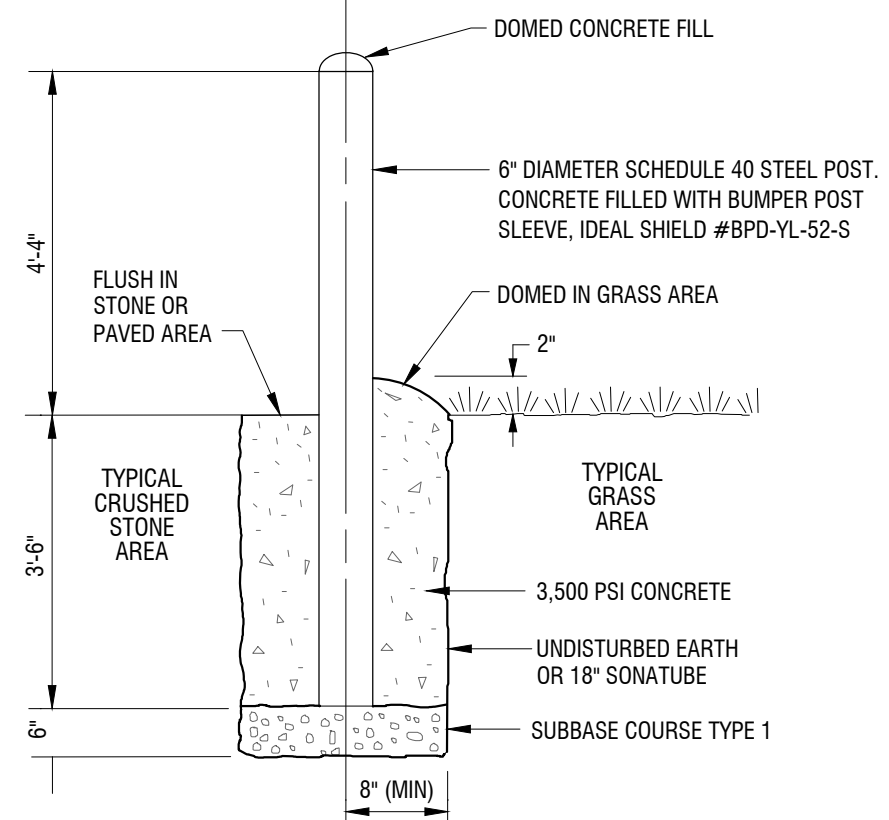 DOMED CONCRETE FILL
6" DIAMETER SCHEDULE 40 STEEL POST.
CONCRETE FILLED WITH BUMPER POST
SLEEVE, IDEAL SHIELD #BPD-YL-52-S
4'-4"
FLUSH IN
STONE OR
PAVED AREA
DOMED IN GRASS AREA
2"
TYPICAL
CRUSHED
STONE
AREA
TYPICAL
GRASS
AREA
3'-6"
3,500 PSI CONCRETE
UNDISTURBED EARTH
OR 18" SONATUBE
6"
SUBBASE COURSE TYPE 1
8" (MIN)